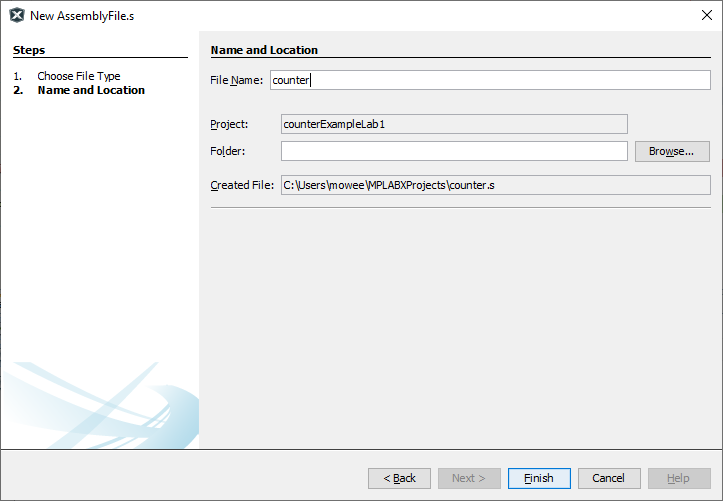 New AssemblyFile.s
Steps
1. Choose File Type
2. Name and Location
Name and Location
File Name: counter
Project: counterExampleLab1
Folder: Browse...
Created File: C:\Users\mowee\MPLABXProjects\counter.s
< Back Next > Finish Cancel Help